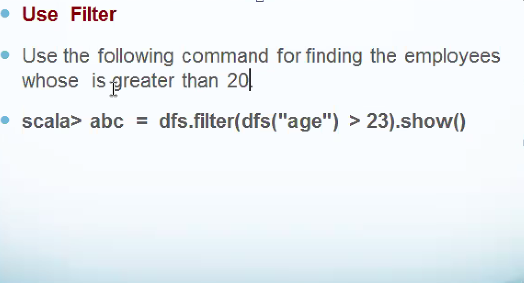 Use Filter
Use the following command for finding the employees
whose is greater than 20
scala> abc = dfs.filter(dfs("age") > 23).show()